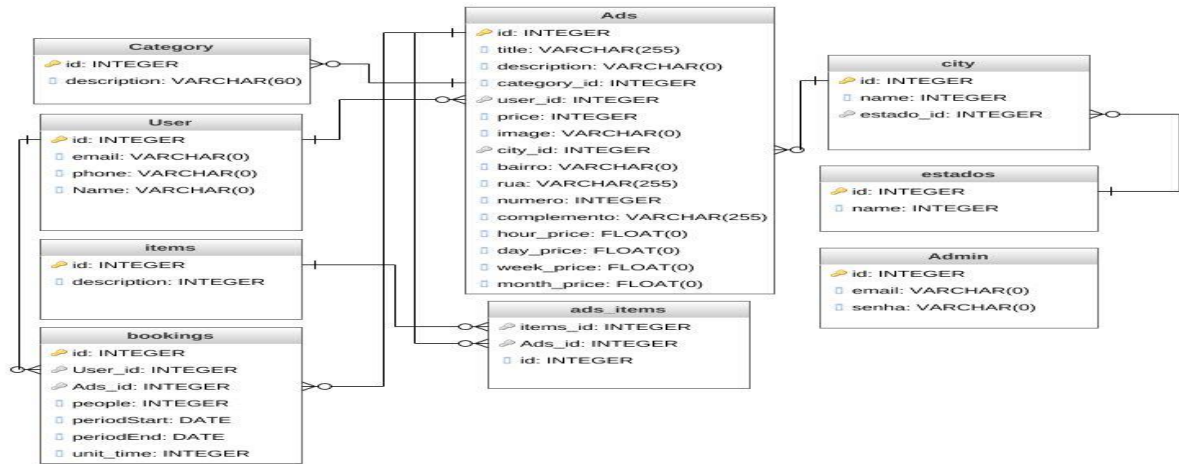 Category
id: INTEGER
description: VARCHAR(60)
User
id: INTEGER
email: VARCHAR(0)
phone: VARCHAR(0)
Name: VARCHAR(0)
items
id: INTEGER
description: INTEGER
bookings
id: INTEGER
User_id: INTEGER
Ads_id: INTEGER
people: INTEGER
periodStart: DATE
periodEnd: DATE
unit_time: INTEGER
Ads
id: INTEGER
title: VARCHAR(255)
description: VARCHAR(0)
category_id: INTEGER
user_id: INTEGER
price: INTEGER
image: VARCHAR(0)
city_id: INTEGER
bairro: VARCHAR(0)
rua: VARCHAR(255)
numero: INTEGER
complemento: VARCHAR(255)
hour_price: FLOAT(0)
day_price: FLOAT(0)
week_price: FLOAT(0)
month_price: FLOAT(0)
ads_items
items_id: INTEGER
Ads_id: INTEGER
id: INTEGER
city
id: INTEGER
name: INTEGER
estado_id: INTEGER
estados
id: INTEGER
name: INTEGER
Admin
id: INTEGER
email: VARCHAR(0)
senha: VARCHAR(0)